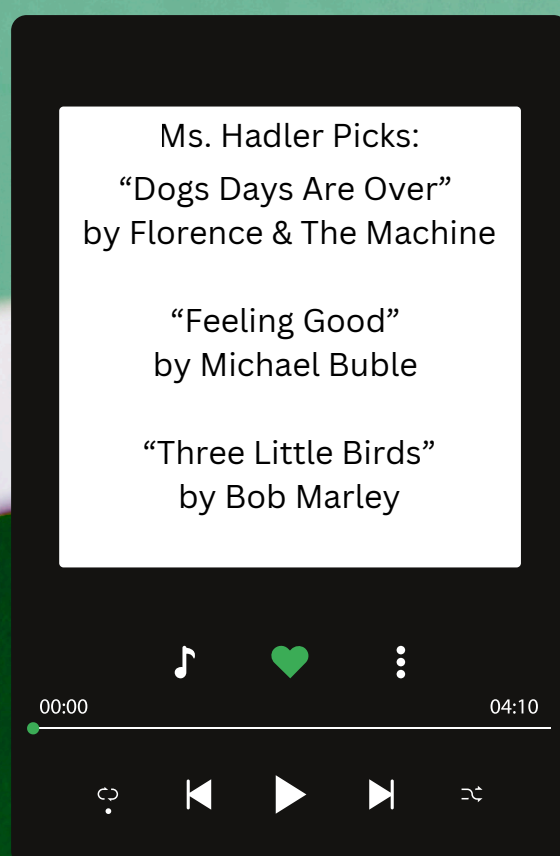 Ms. Hadler Picks:
“Dogs Days Are Over”
by Florence & The Machine
“Feeling Good”
by Michael Buble
“Three Little Birds”
by Bob Marley
00:00 04:10